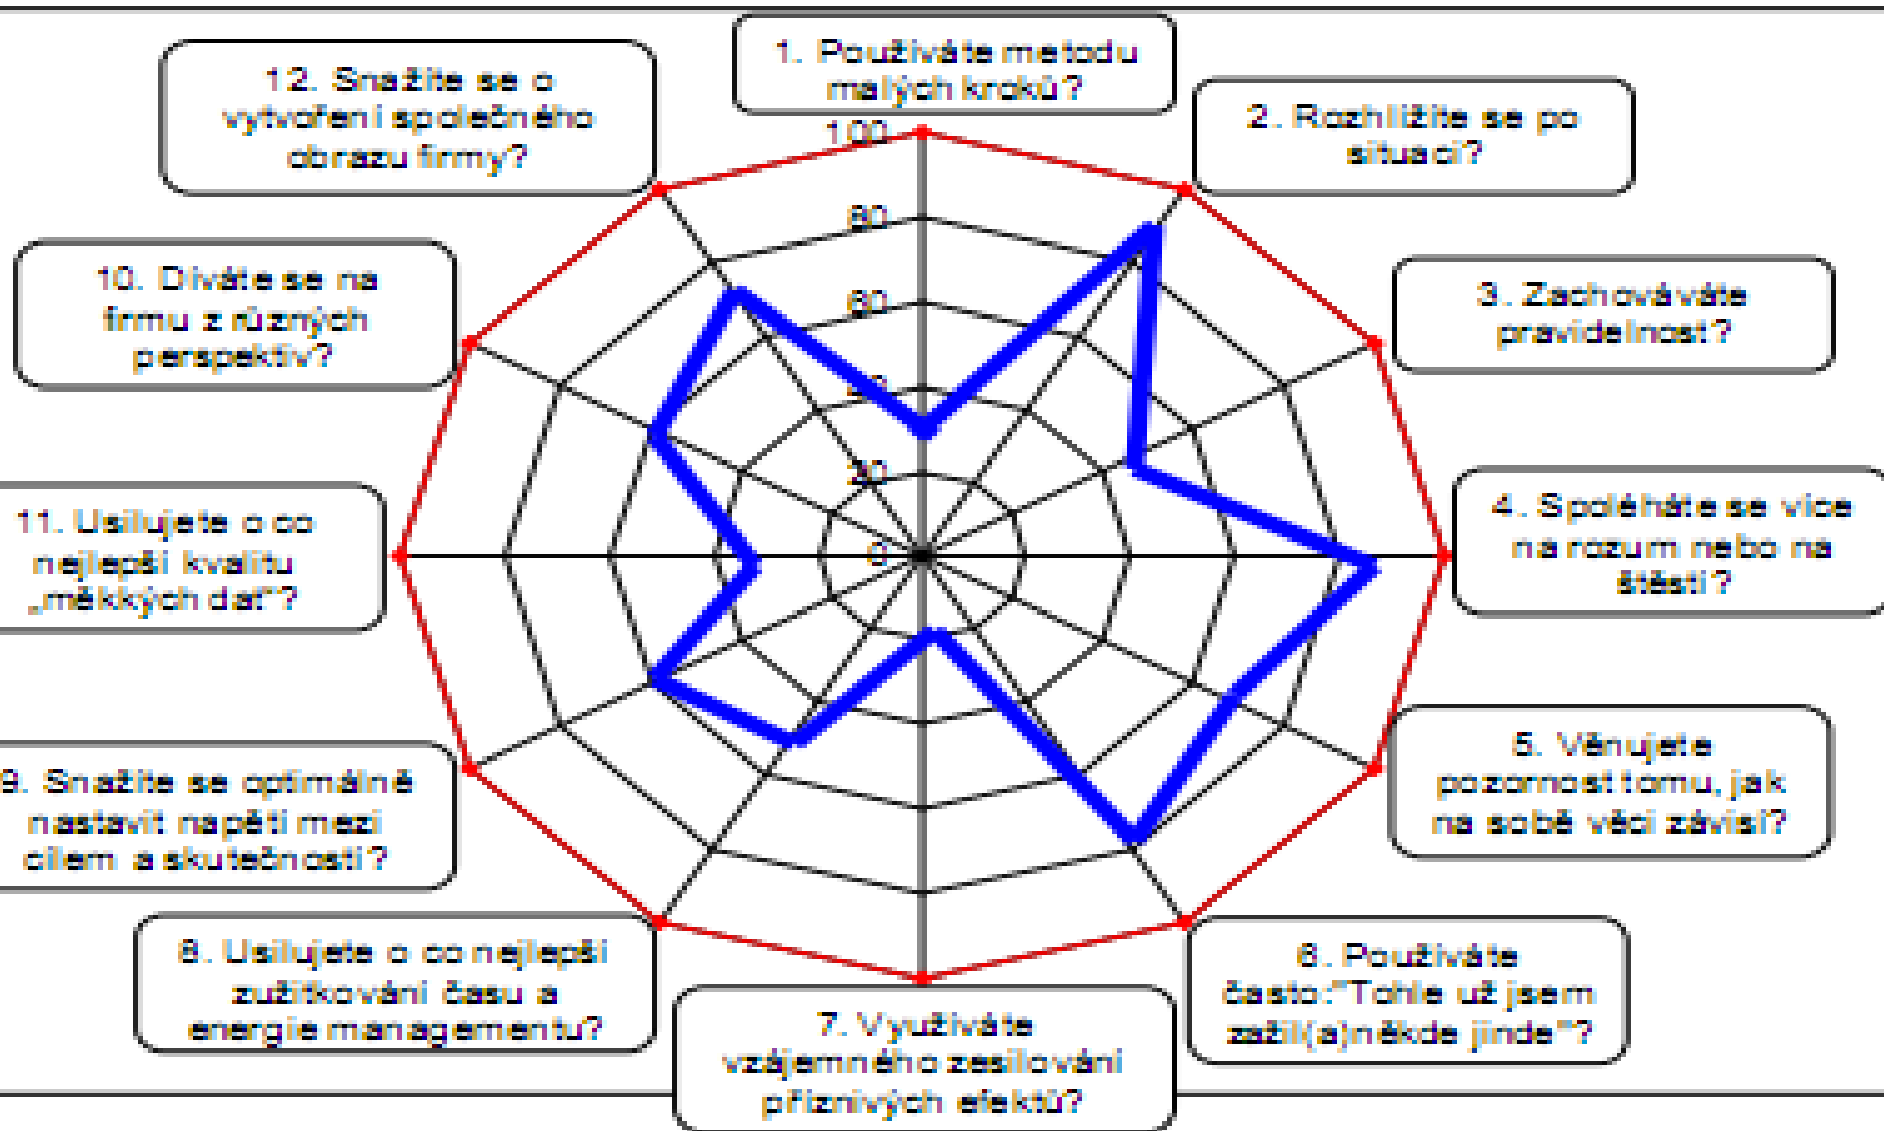 1. Používáte metodu
malých kroků?
2. Rozhlížíte se po
situaci?
3. Zachováváte
pravidelnost?
4. Spoléháte se více
na rozum nebo na
štěstí?
5. Věnujete
pozornost tomu, jak
na sobě věci závisí?
6. Používáte
často:"Tohle už jsem
zažil(a)někde jinde"?
7. Využíváte
vzájemného zesilování
příznivých efektů?
8. Usilujete o co nejlepší
zužitkování času a
energie managementu?
9. Snažíte se optimálně
nastavit napětí mezi
cílem a skutečností?
11. Usilujete o co
nejlepší kvalitu
„měkkých dat"?
10. Díváte se na
firmu z různých
perspektiv?
12. Snažíte se o
vytvoření společného
obrazu firmy?
100
80
60
40
20
0